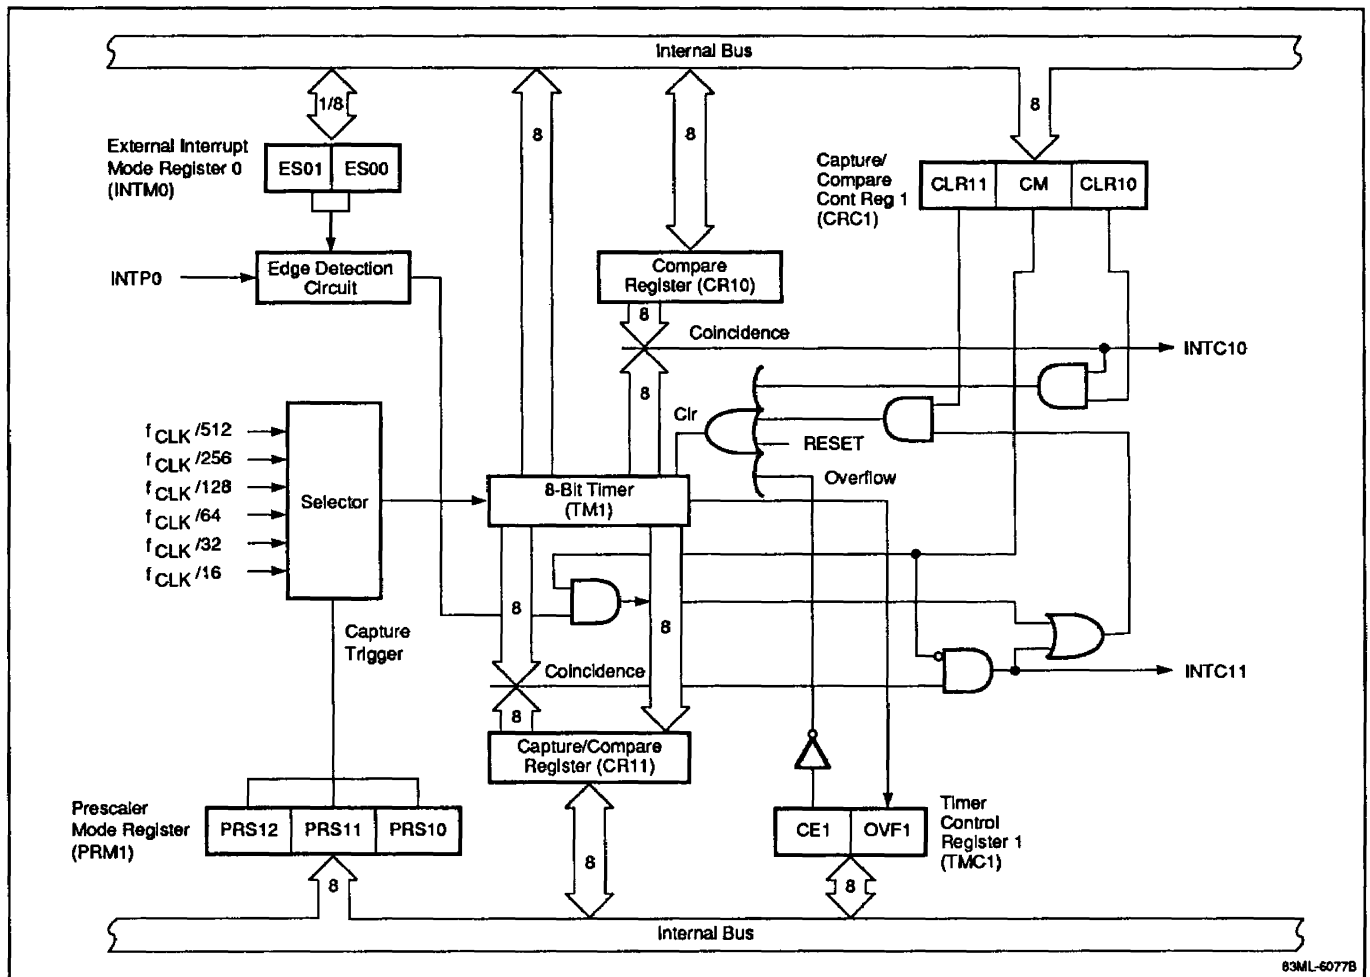 Internal Bus
1/8
8
8
8
External Interrupt
Mode Register 0
(INTM0)
ES01 ES00
Capture/
Compare
Cont Reg 1
(CRC1)
CLR11 CM CLR10
INTP0
Edge Detection
Circuit
Compare
Register (CR10)
8
Coincidence
INTC10
8
Clr
RESET
Overflow
fCLK/512
fCLK/256
fCLK/128
fCLK/64
fCLK/32
fCLK/16
Selector
8-Bit Timer
(TM1)
8
8
Capture
Trigger
Coincidence
INTC11
8
Capture/Compare
Register (CR11)
Prescaler
Mode Register
(PRM1)
PRS12 PRS11 PRS10
CE1 OVF1
Timer
Control
Register 1
(TMC1)
8
8
8
Internal Bus
83ML-6077B